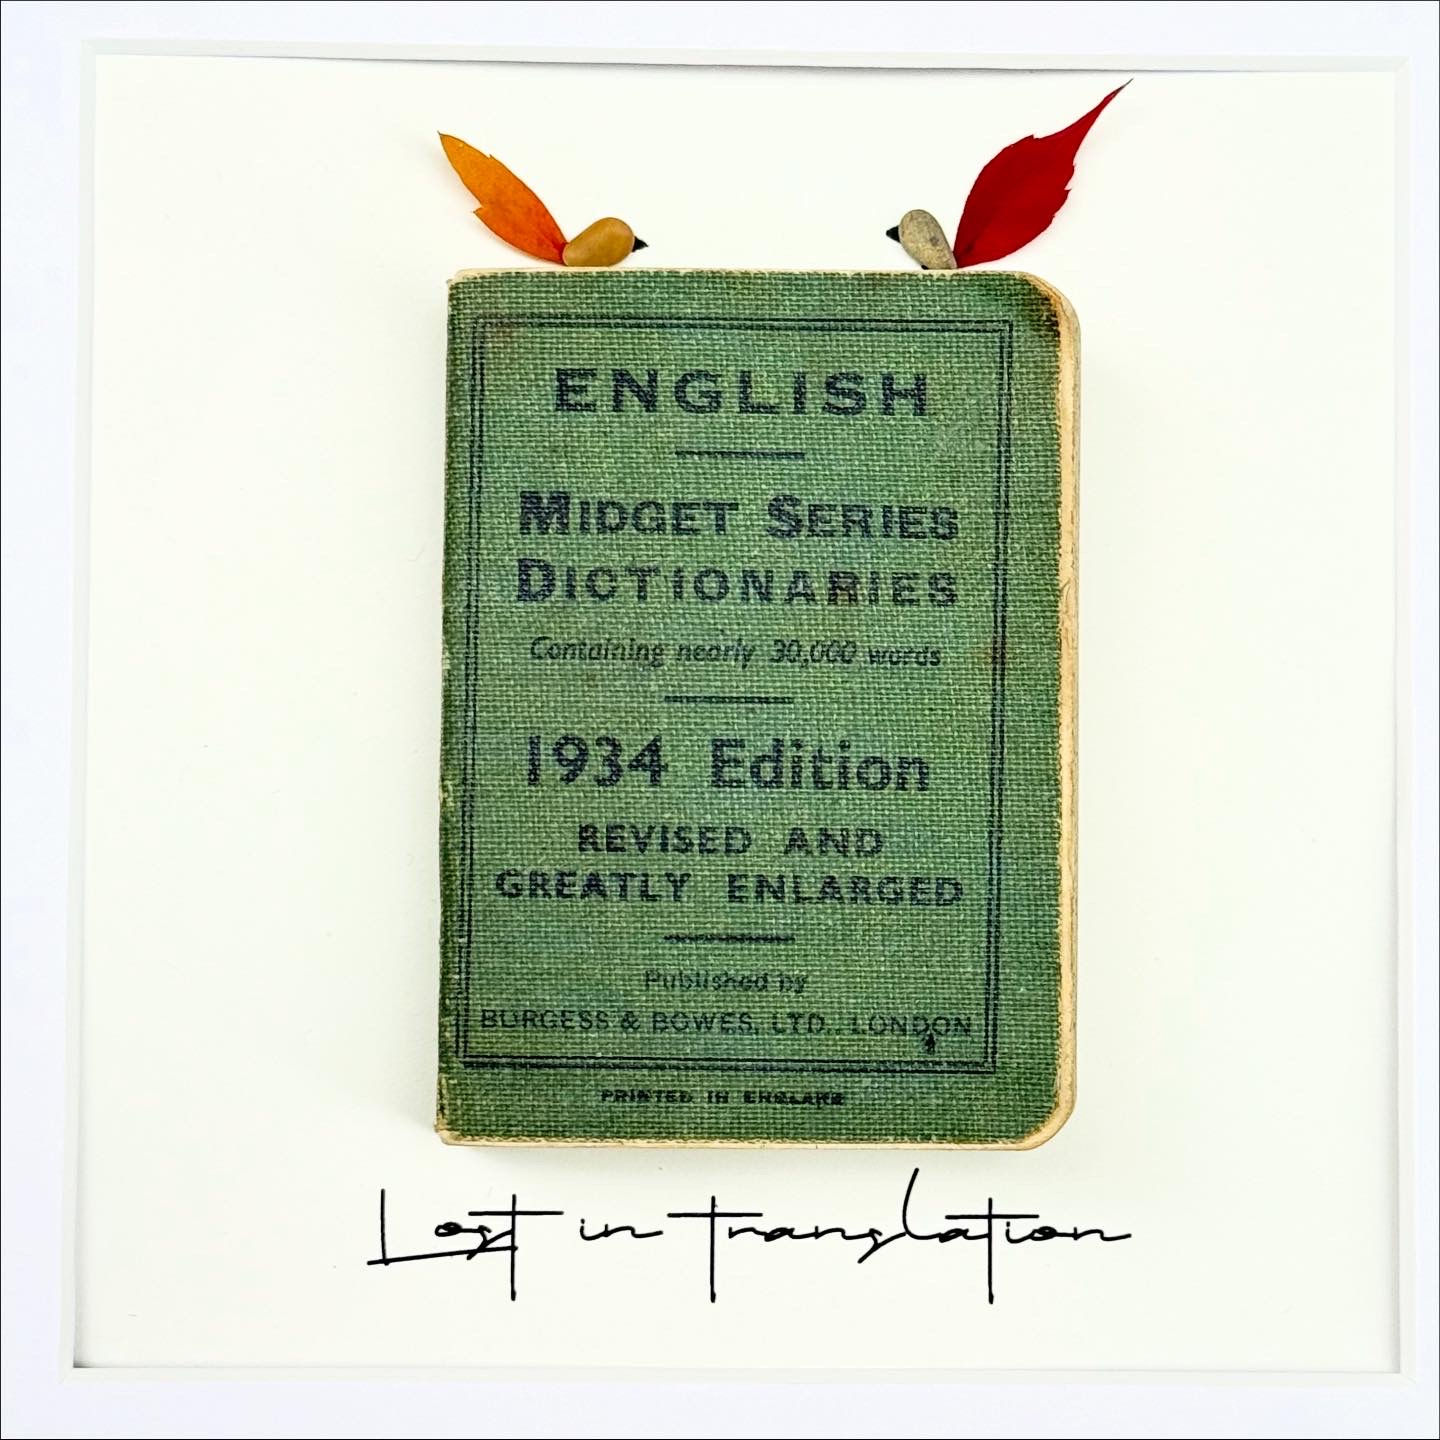 ENGLISH
MIDGET SERIES
DICTIONARIES
Containing nearly 30,000 words
1934 Edition
REVISED AND
GREATLY ENLARGED
Published by
BURGESS & BOWES, LTD., LONDON
PRINTED IN ENGLAND
Lost in translation